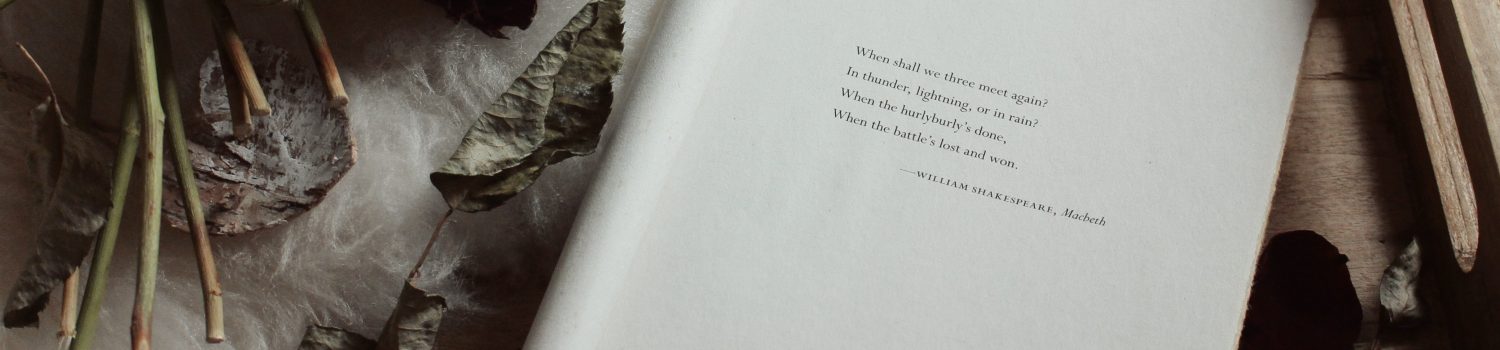 When shall we three meet again?
In thunder, lightning, or in rain?
When the hurlyburly's done,
When the battle's lost and won.
—WILLIAM SHAKESPEARE, Macbeth